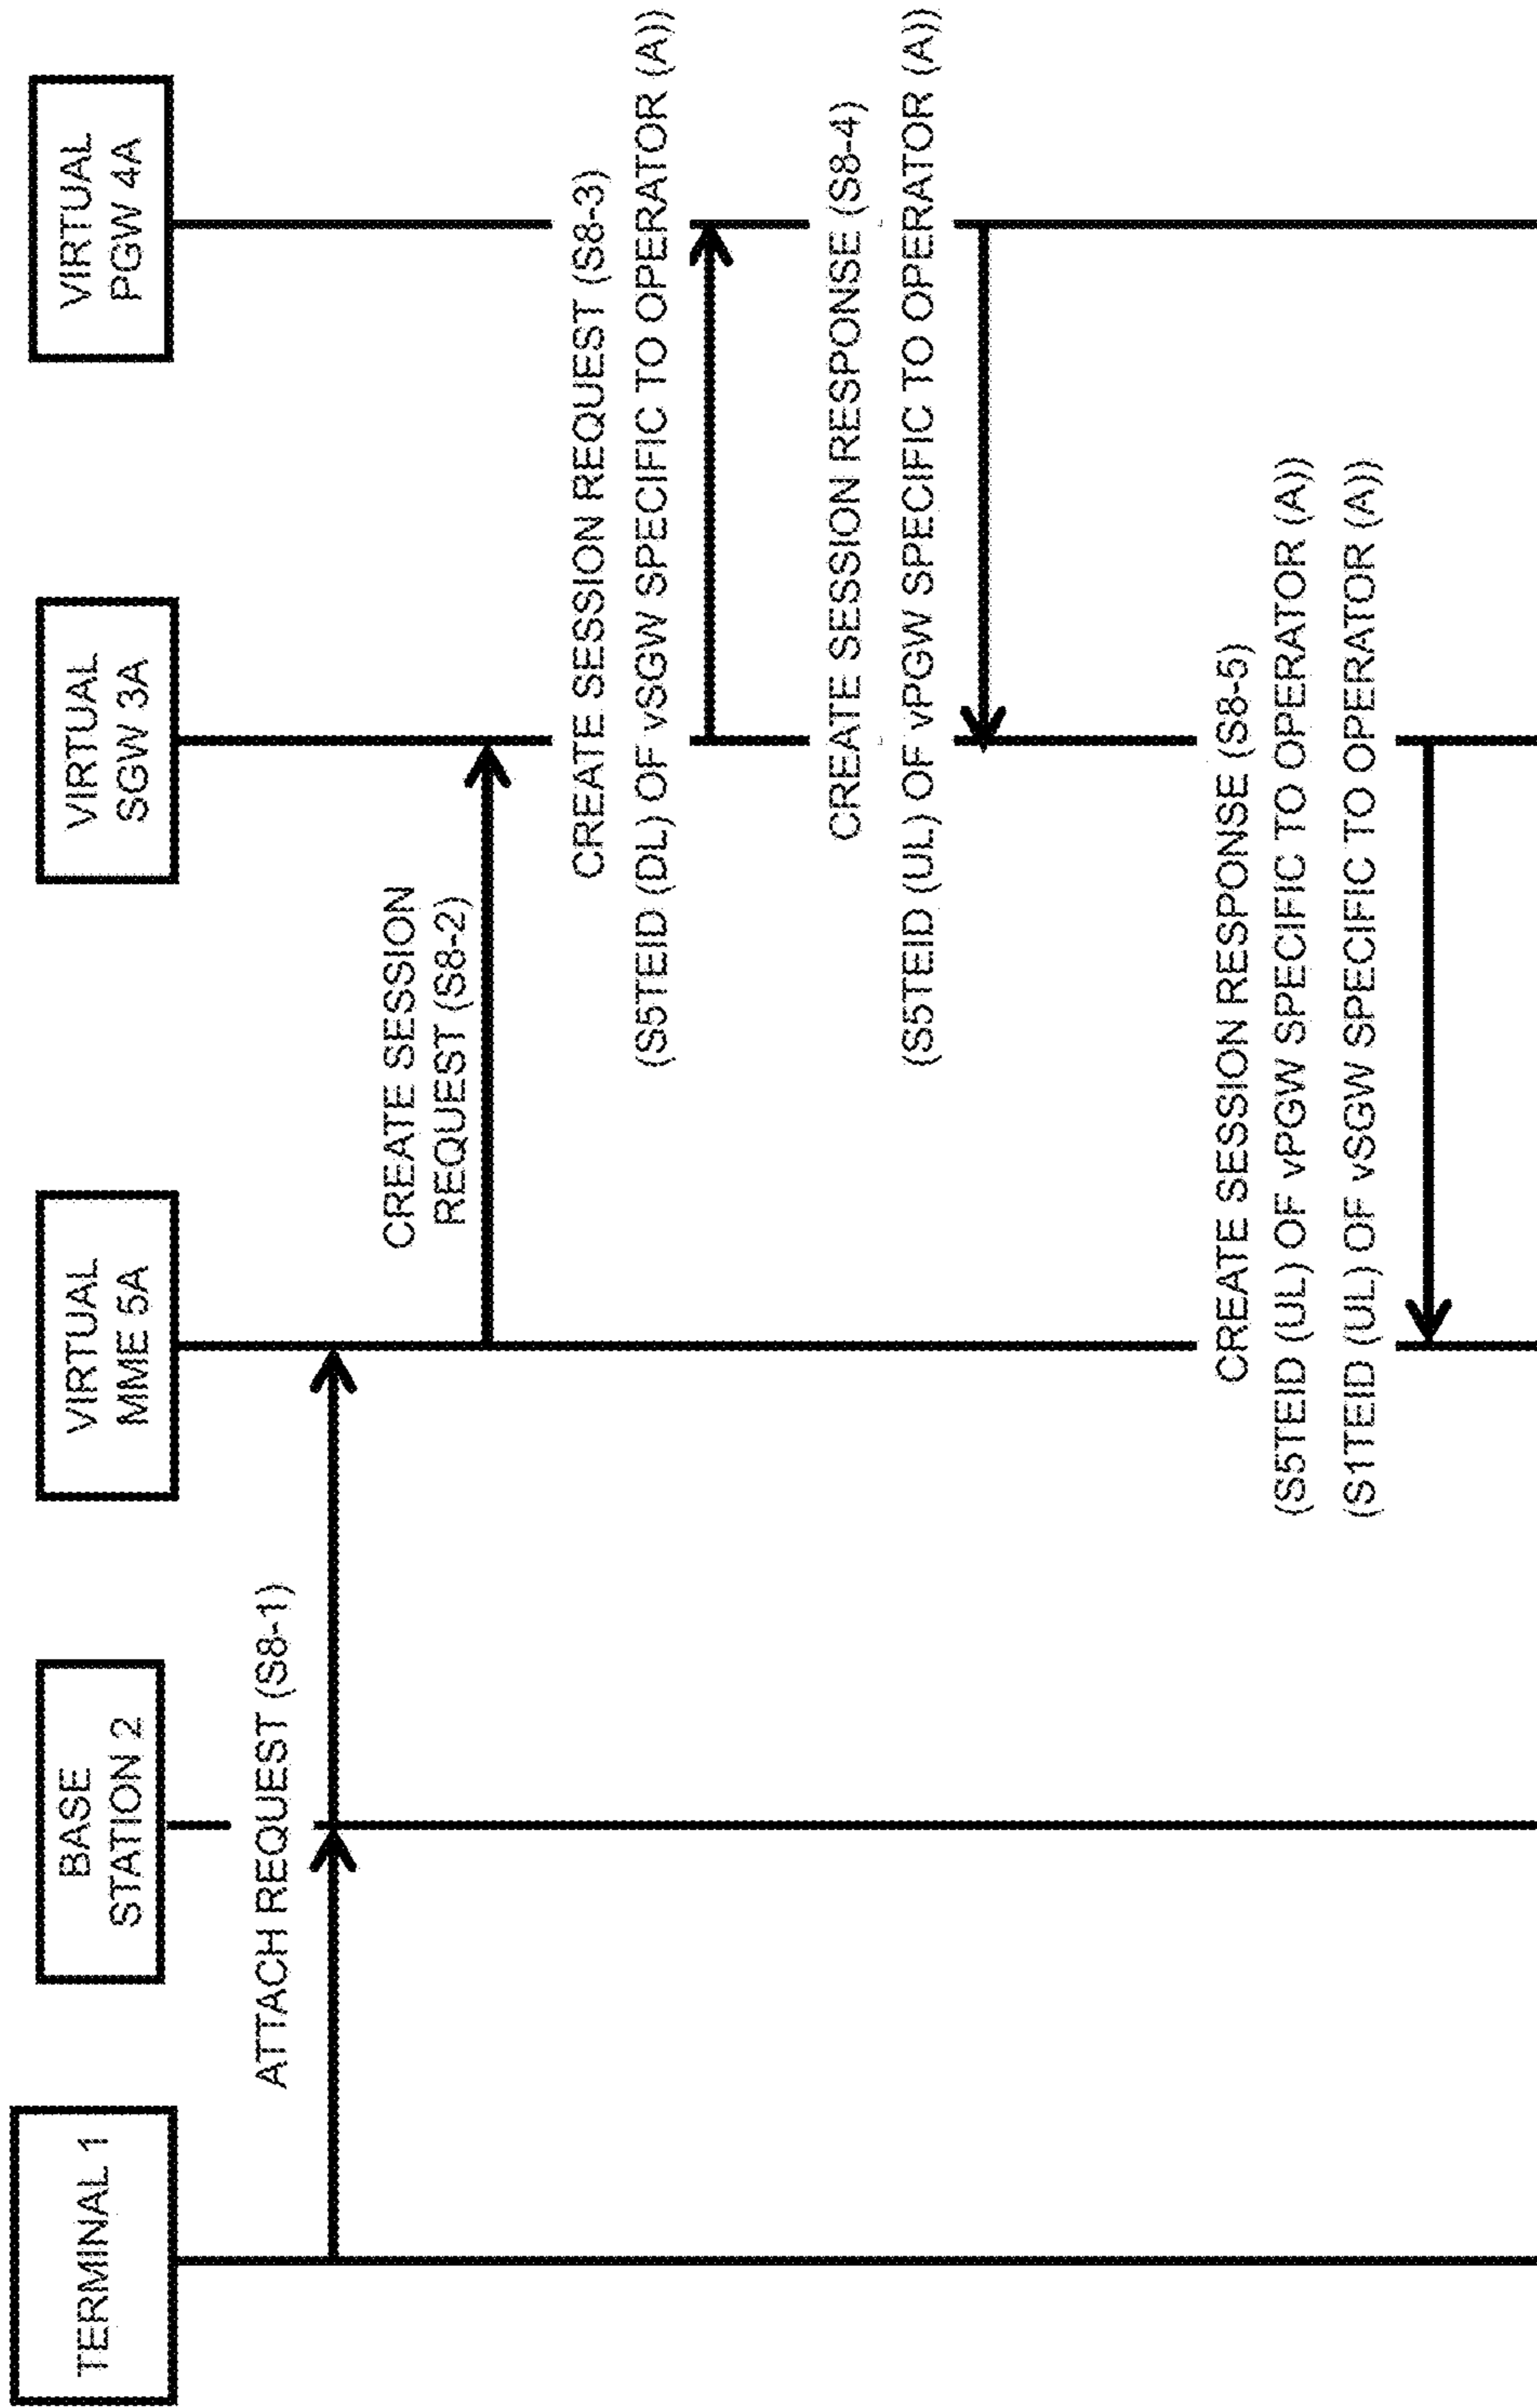 TERMINAL 1
BASE
STATION 2
VIRTUAL
MME 5A
VIRTUAL
SGW 3A
VIRTUAL
PGW 4A
ATTACH REQUEST (S8-1)
CREATE SESSION
REQUEST (S8-2)
CREATE SESSION REQUEST (S8-3)
(S5TEID (DL) OF vSGW SPECIFIC TO OPERATOR (A))
CREATE SESSION RESPONSE (S8-4)
(S5TEID (UL) OF vPGW SPECIFIC TO OPERATOR (A))
CREATE SESSION RESPONSE (S8-5)
(S5TEID (UL) OF vPGW SPECIFIC TO OPERATOR (A))
(S1TEID (UL) OF vSGW SPECIFIC TO OPERATOR (A))